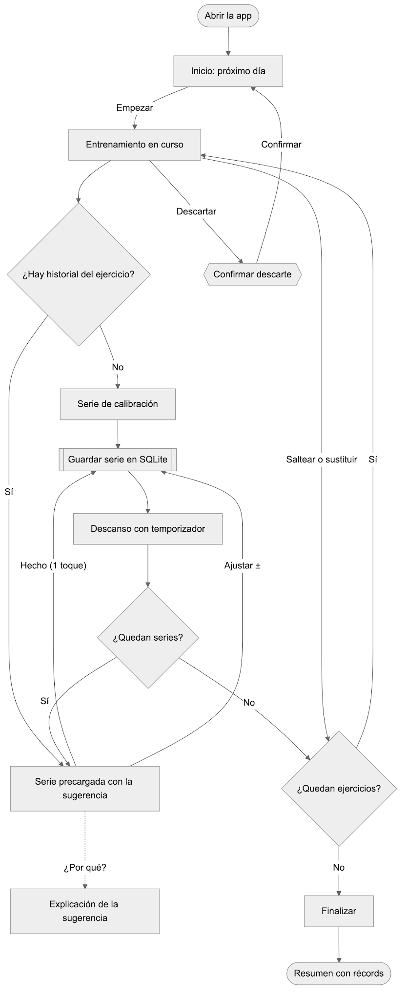 Abrir la app
Inicio: próximo día
Empezar
Entrenamiento en curso
Confirmar
Descartar
¿Hay historial del ejercicio?
Confirmar descarte
No
Serie de calibración
Guardar serie en SQLite
Saltear o sustituir
Sí
Sí
Descanso con temporizador
Hecho (1 toque)
Ajustar ±
¿Quedan series?
Sí
No
Serie precargada con la
sugerencia
¿Quedan ejercicios?
¿Por qué?
No
Explicación de la
sugerencia
Finalizar
Resumen con récords